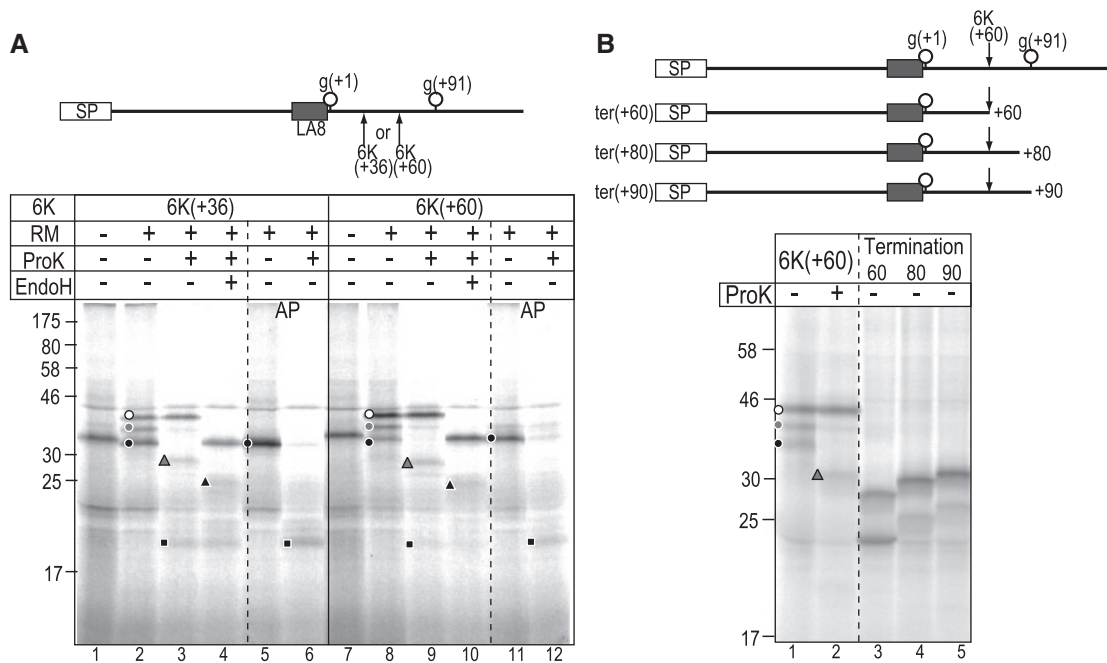 A
g(+1)
g(+91)
SP
LA8
or
6K 6K
(+36)(+60)
6K 6K(+36) 6K(+60)
RM - + + + + + - + + + + +
ProK - - + + - + - - + + - +
EndoH - - - + - - - - - + - -
AP AP
175
80
58
46
30
25
17
1 2 3 4 5 6 7 8 9 10 11 12
B
6K
(+60)
g(+1)
g(+91)
SP
ter(+60) SP +60
ter(+80) SP +80
ter(+90) SP +90
6K(+60) Termination
60 80 90
ProK - + - - -
58
46
30
25
17
1 2 3 4 5